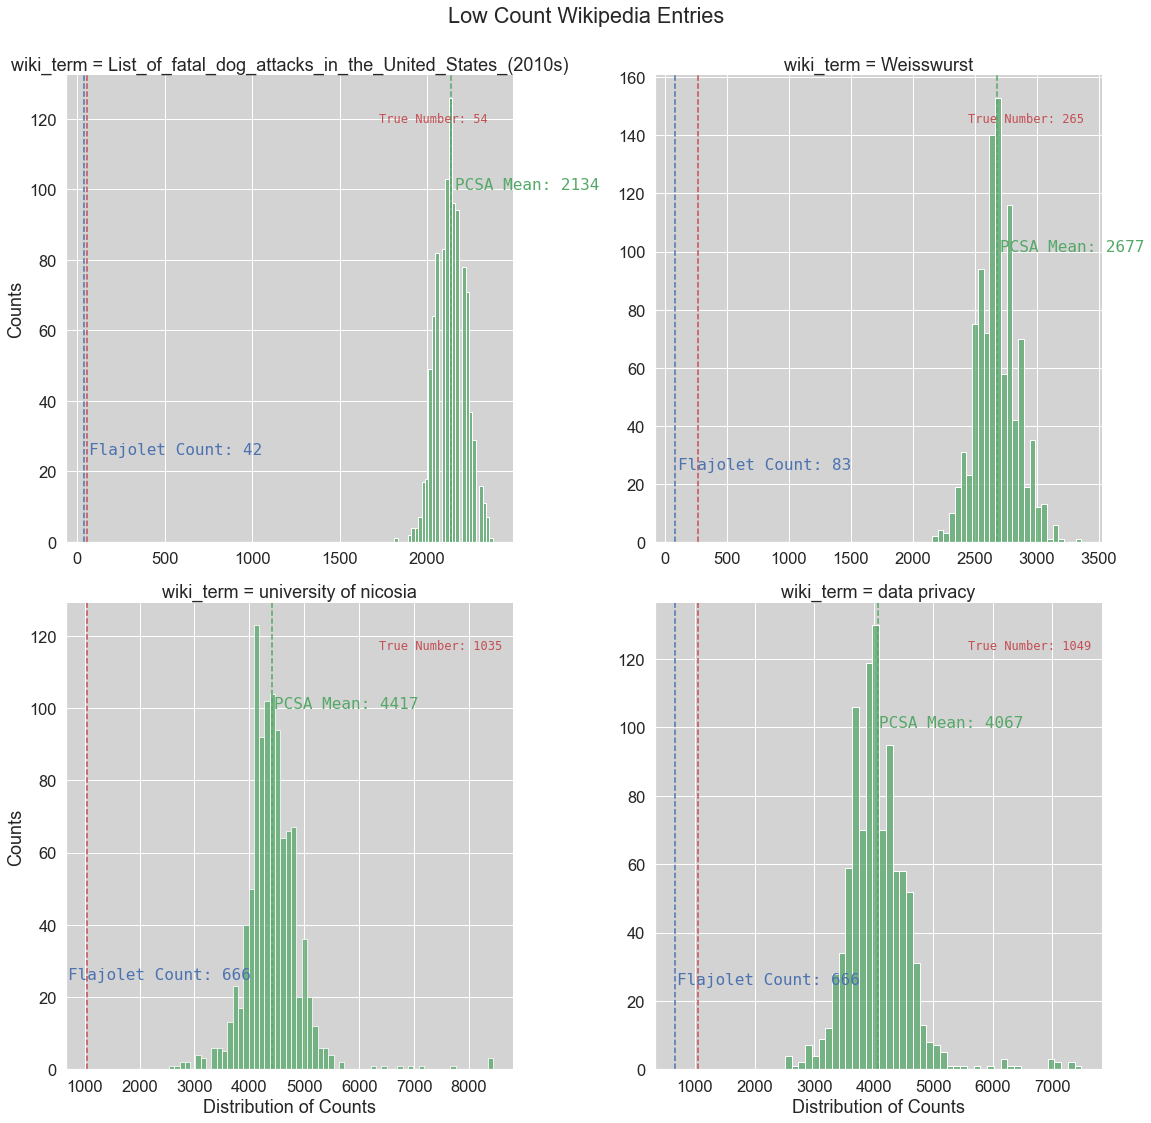 Low Count Wikipedia Entries
wiki_term = List_of_fatal_dog_attacks_in_the_United_States_(2010s)
Counts
120
100
80
60
40
20
0
True Number: 54
PCSA Mean: 2134
Flajolet Count: 42
0 500 1000 1500 2000
wiki_term = Weisswurst
160
140
120
100
80
60
40
20
0
True Number: 265
PCSA Mean: 2677
Flajolet Count: 83
0 500 1000 1500 2000 2500 3000 3500
wiki_term = university of nicosia
Counts
120
100
80
60
40
20
0
True Number: 1035
PCSA Mean: 4417
Flajolet Count: 666
1000 2000 3000 4000 5000 6000 7000 8000
Distribution of Counts
wiki_term = data privacy
120
100
80
60
40
20
0
True Number: 1049
PCSA Mean: 4067
Flajolet Count: 666
1000 2000 3000 4000 5000 6000 7000
Distribution of Counts